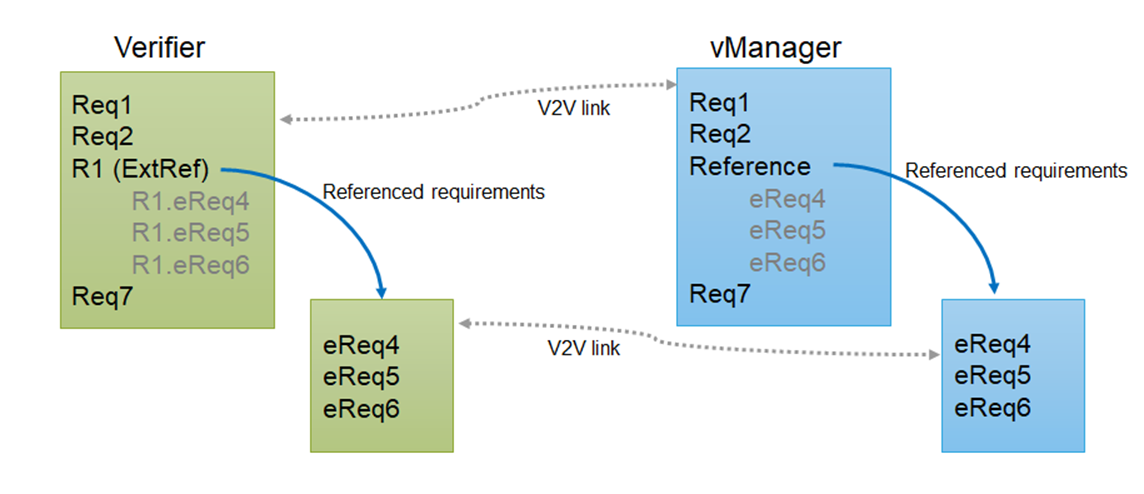 Verifier
Req1
Req2
R1 (ExtRef)
R1.eReq4
R1.eReq5
R1.eReq6
Req7
Referenced requirements
eReq4
eReq5
eReq6
V2V link
V2V link
vManager
Req1
Req2
Reference
eReq4
eReq5
eReq6
Req7
Referenced requirements
eReq4
eReq5
eReq6